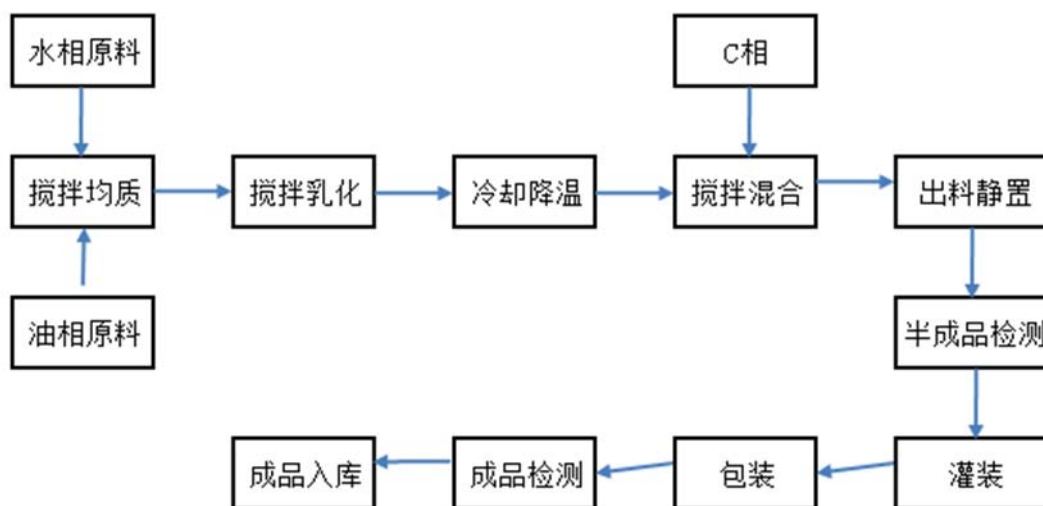 水相原料
C相
搅拌均质
搅拌乳化
冷却降温
搅拌混合
出料静置
油相原料
半成品检测
成品入库
成品检测
包装
灌装